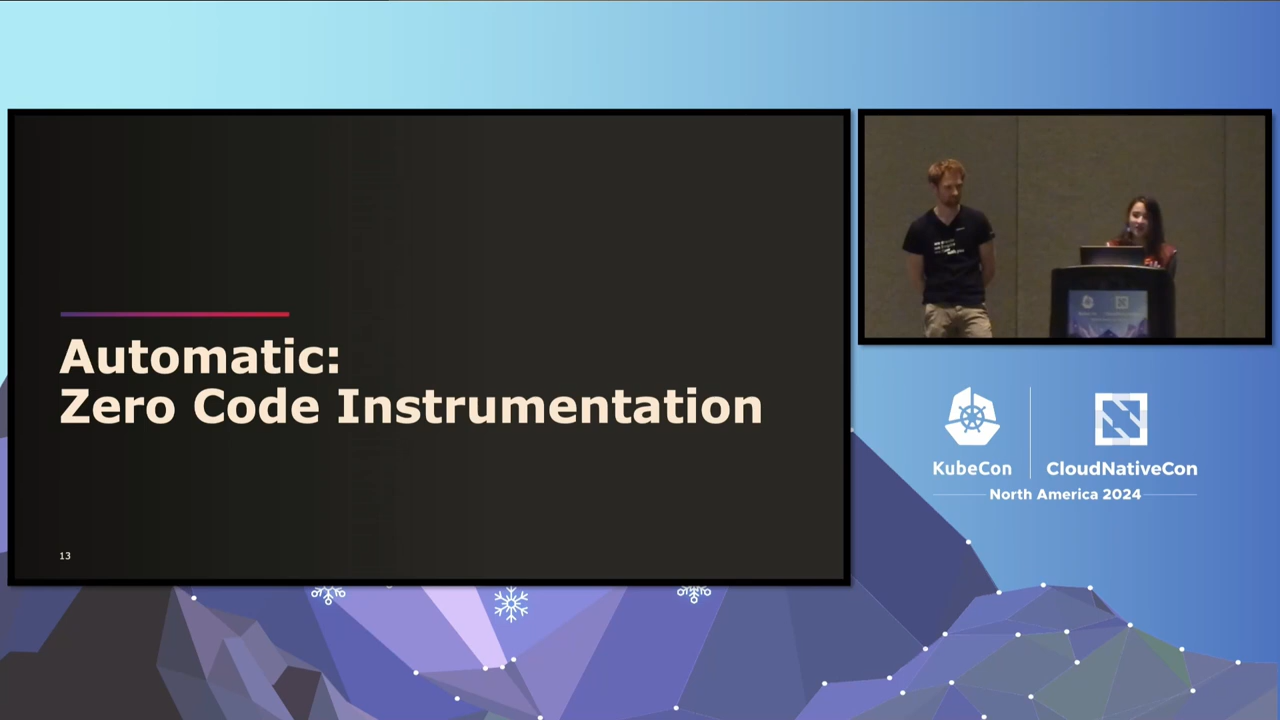 Automatic:
Zero Code Instrumentation
13
KubeCon
CloudNativeCon
North America 2024